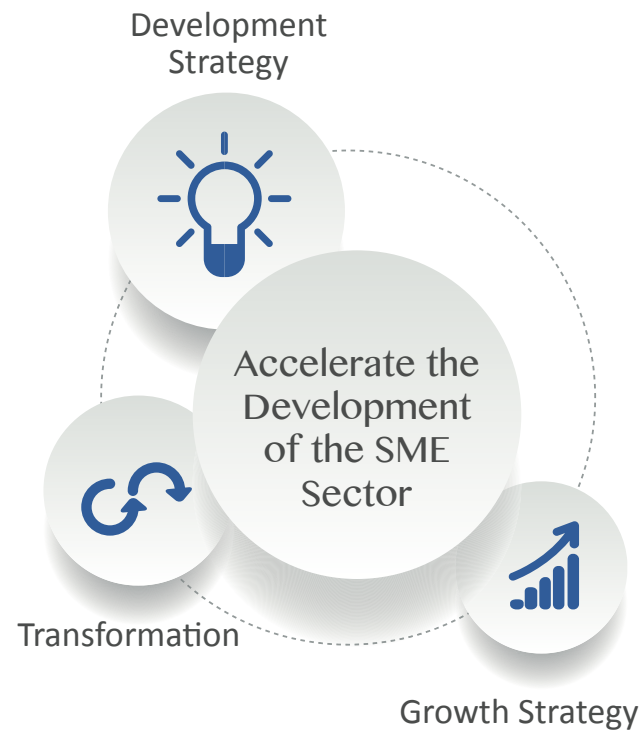 Development
Strategy
Accelerate the
Development
of the SME
Sector
Transformation
Growth Strategy